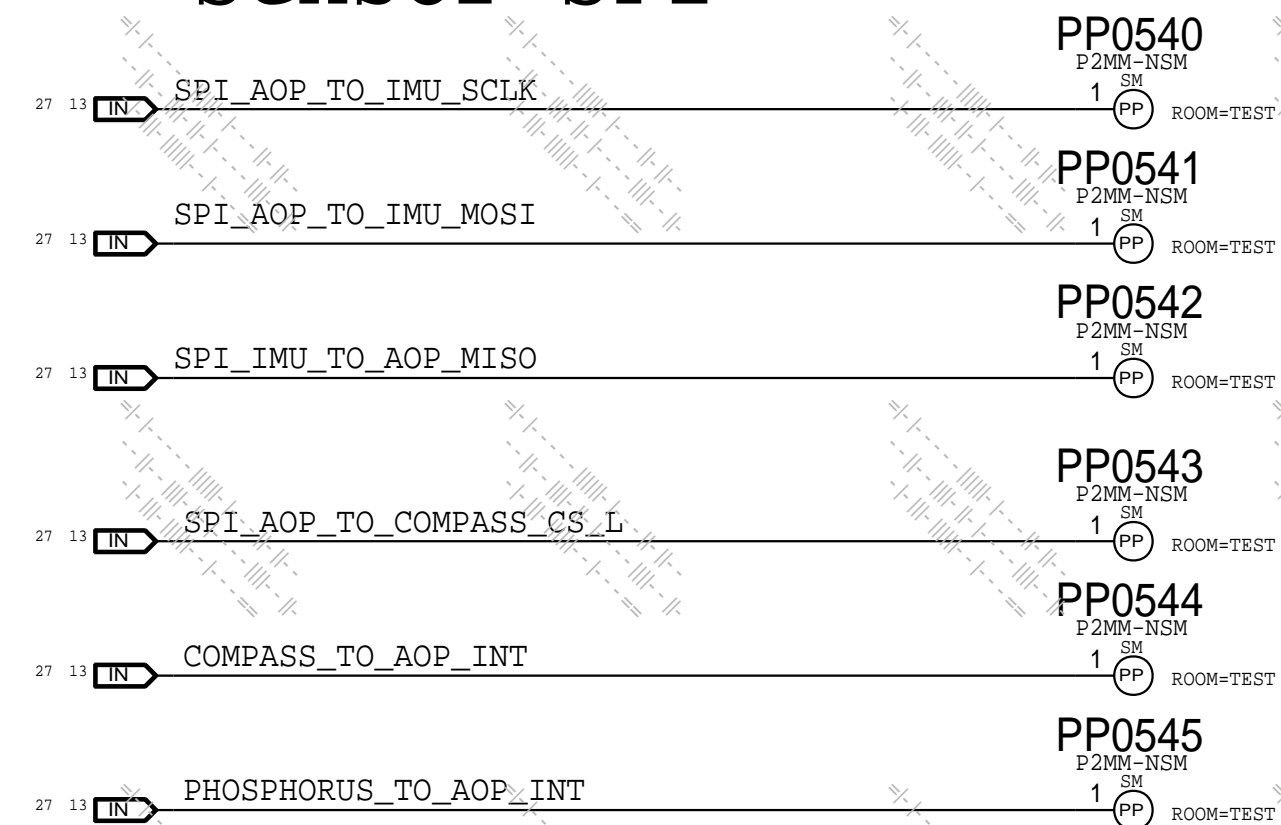 PP0540
P2MM-NSM
SM
27 13 IN SPI_AOP_TO_IMU_SCLK 1 PP ROOM=TEST
PP0541
P2MM-NSM
SM
27 13 IN SPI_AOP_TO_IMU_MOSI 1 PP ROOM=TEST
PP0542
P2MM-NSM
SM
27 13 IN SPI_IMU_TO_AOP_MISO 1 PP ROOM=TEST
PP0543
P2MM-NSM
SM
27 13 IN SPI_AOP_TO_COMPASS_CS_L 1 PP ROOM=TEST
PP0544
P2MM-NSM
SM
27 13 IN COMPASS_TO_AOP_INT 1 PP ROOM=TEST
PP0545
P2MM-NSM
SM
27 13 IN PHOSPHORUS_TO_AOP_INT 1 PP ROOM=TEST